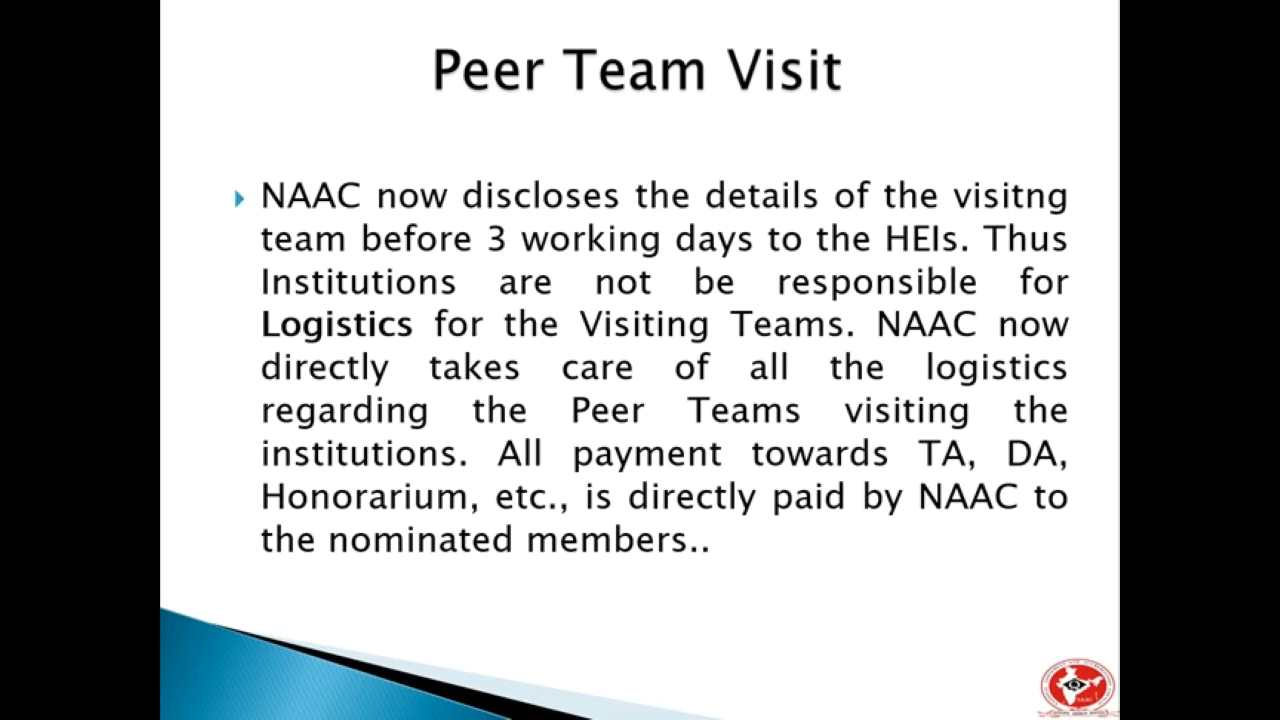 Peer Team Visit
NAAC now discloses the details of the visitng
team before 3 working days to the HEIs. Thus
Institutions are not be responsible for
Logistics for the Visiting Teams. NAAC now
directly takes care of all the logistics
regarding the Peer Teams visiting the
institutions. All payment towards TA, DA,
Honorarium, etc., is directly paid by NAAC to
the nominated members..
NAAC